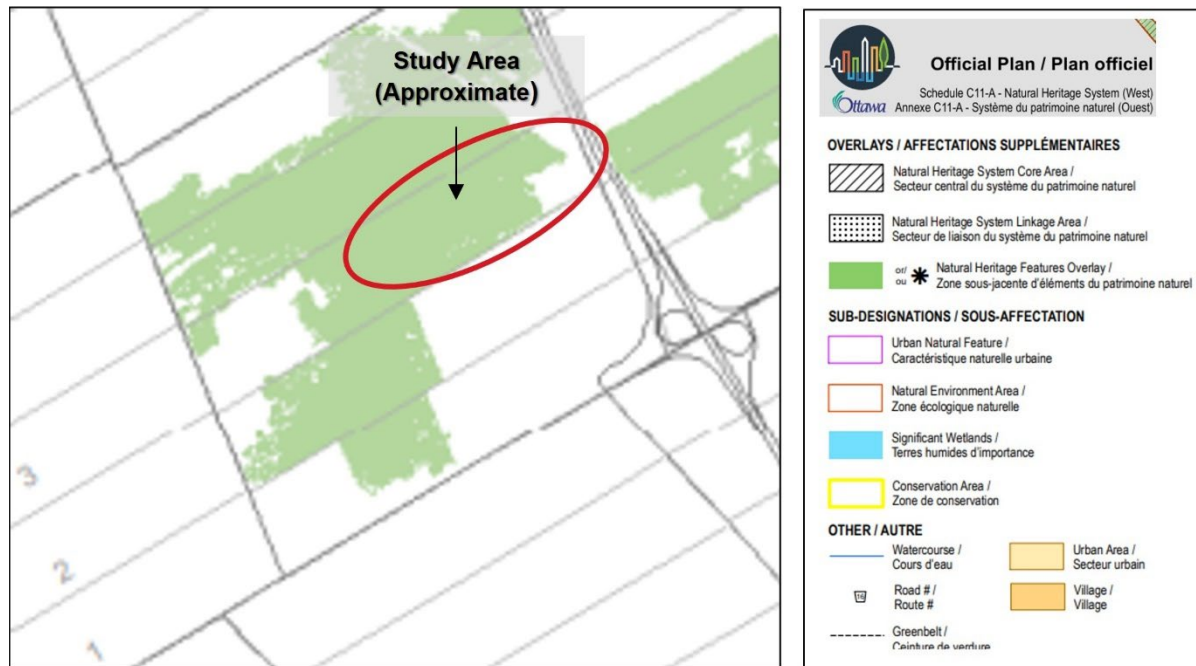 Study Area
(Approximate)
3
2
1
Official Plan / Plan officiel
Ottawa
Schedule C11-A - Natural Heritage System (West)
Annexe C11-A - Système du patrimoine naturel (Ouest)
OVERLAYS / AFFECTATIONS SUPPLÉMENTAIRES
Natural Heritage System Core Area /
Secteur central du système du patrimoine naturel
Natural Heritage System Linkage Area /
Secteur de liaison du système du patrimoine naturel
or/
ou
Natural Heritage Features Overlay /
Zone sous-jacente d'éléments du patrimoine naturel
SUB-DESIGNATIONS / SOUS-AFFECTATION
Urban Natural Feature /
Caractéristique naturelle urbaine
Natural Environment Area /
Zone écologique naturelle
Significant Wetlands /
Terres humides d'importance
Conservation Area /
Zone de conservation
OTHER / AUTRE
Watercourse /
Cours d'eau
Urban Area /
Secteur urbain
16
Road # /
Route #
Village /
Village
Greenbelt /
Ceinture de verdure